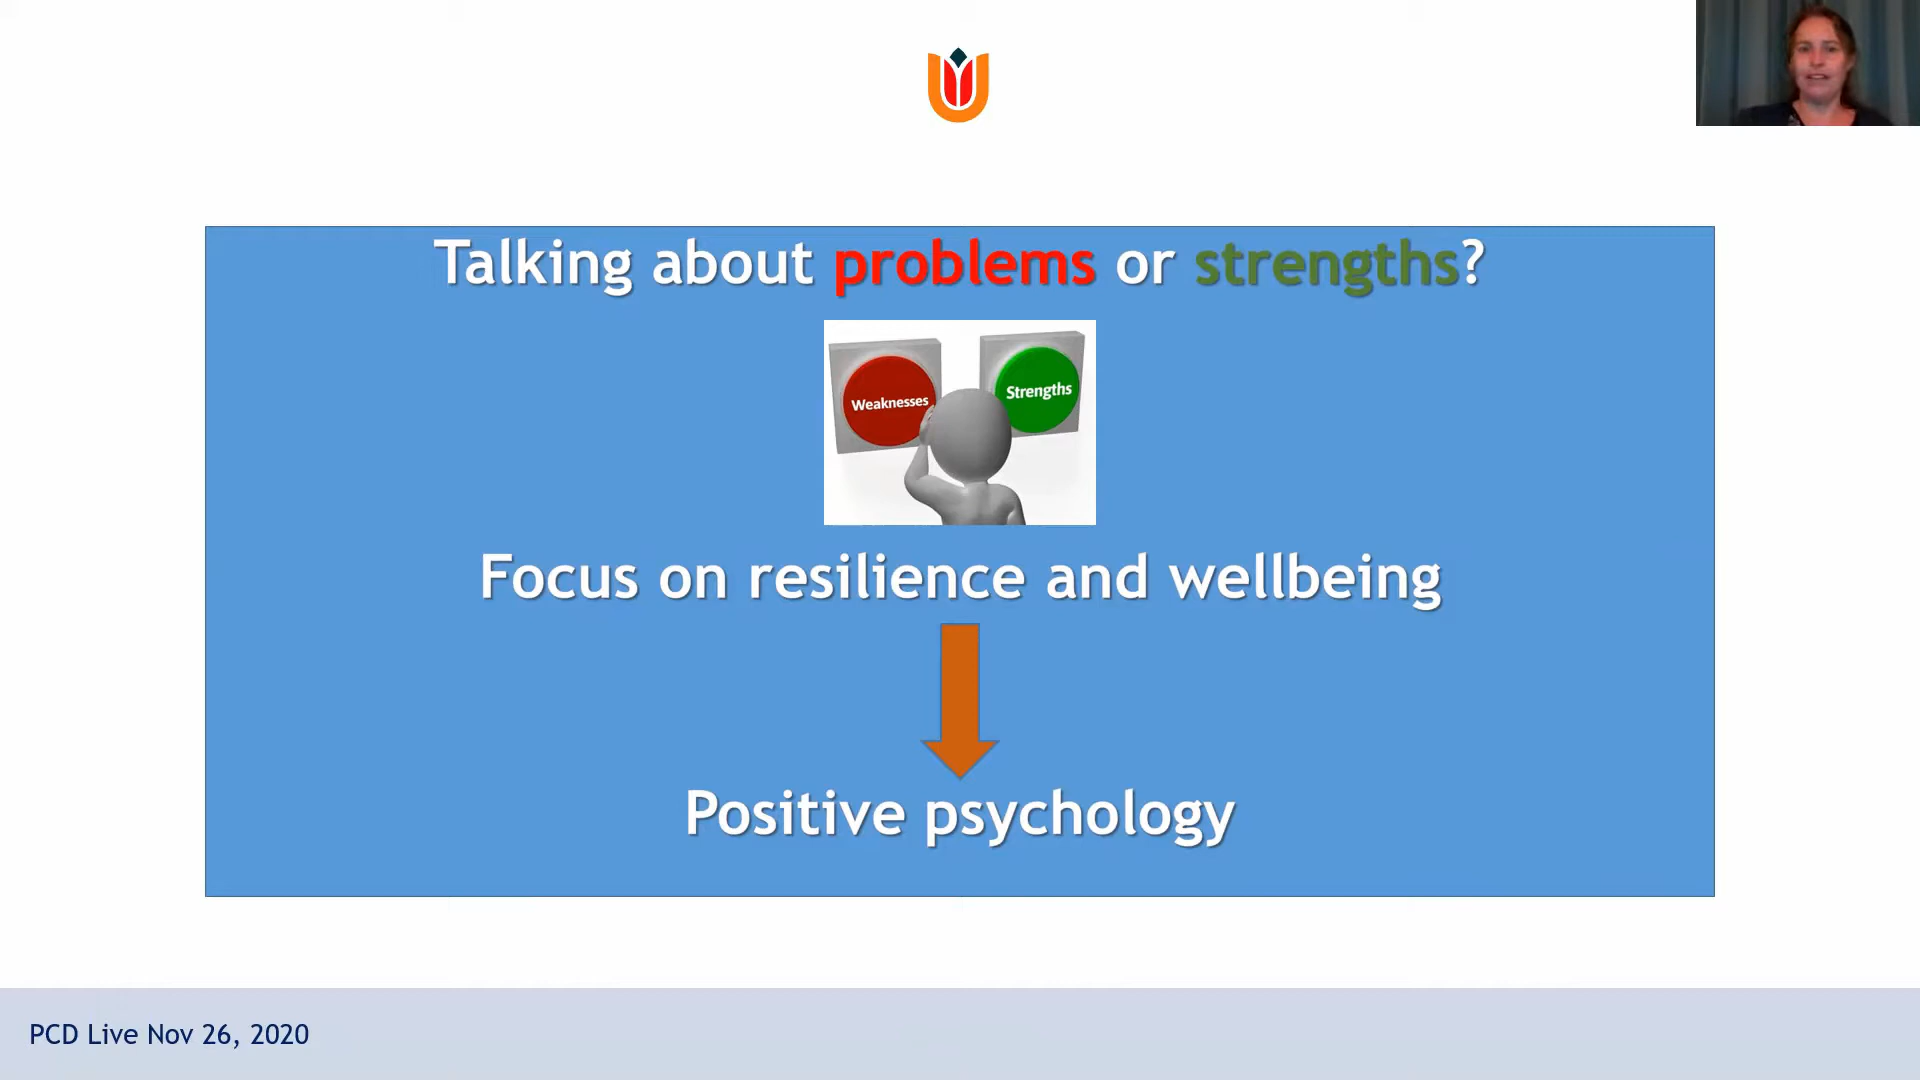 Talking about problems or strengths?
Weaknesses
Strengths
Focus on resilience and wellbeing
Positive psychology
PCD Live Nov 26, 2020